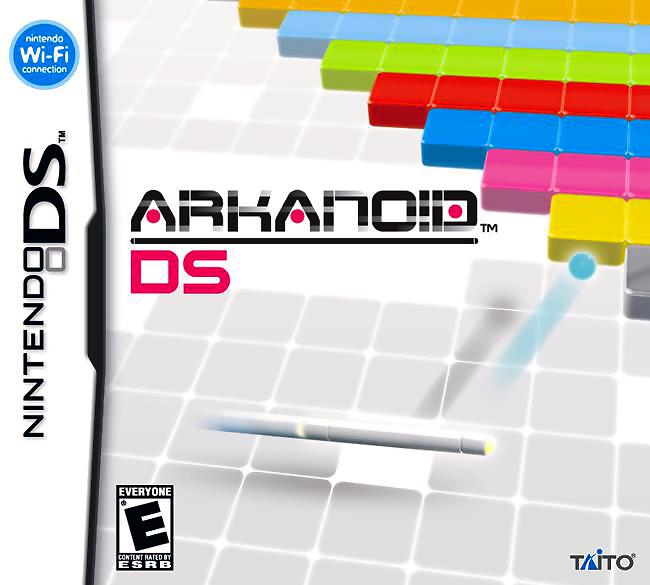 nintendo
Wi-Fi
connection
NINTENDO DS™
ARKANOID™
DS
EVERYONE
E
®
CONTENT RATED BY
ESRB
TAITO®